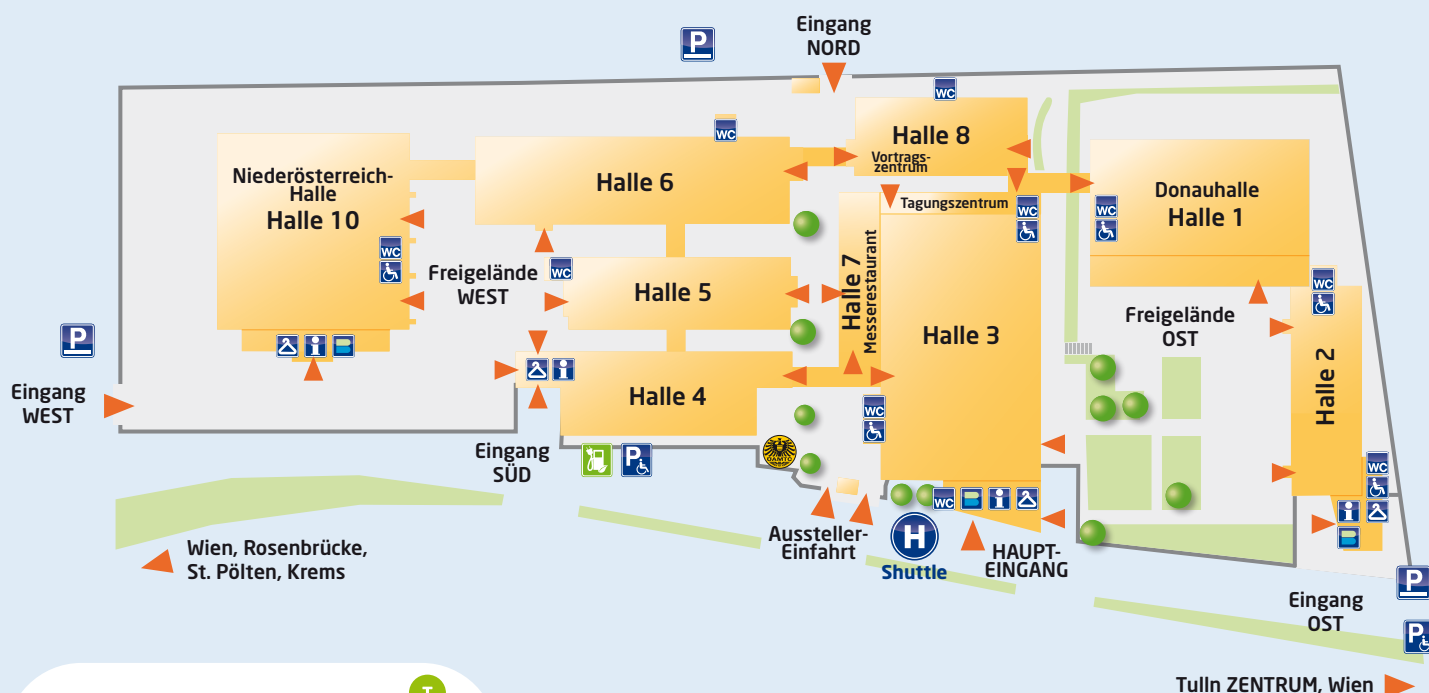 Eingang
NORD
P
WC
WC
Halle 8
Vortrags-
zentrum
Niederösterreich-
Halle
Halle 10
Halle 6
Donauhalle
Halle 1
Tagungszentrum
WC
WC
WC
Freigelände
WEST
WC
Halle 5
Halle 7
Messerestaurant
Halle 3
Freigelände
OST
WC
Halle 2
P
i
i
Eingang
WEST
Halle 4
WC
Eingang
SÜD
P
ÖAMTC
WC
i
WC
i
Aussteller-
Einfahrt
H
Shuttle
HAUPT-
EINGANG
Wien, Rosenbrücke,
St. Pölten, Krems
P
Eingang
OST
P
Tulln ZENTRUM, Wien